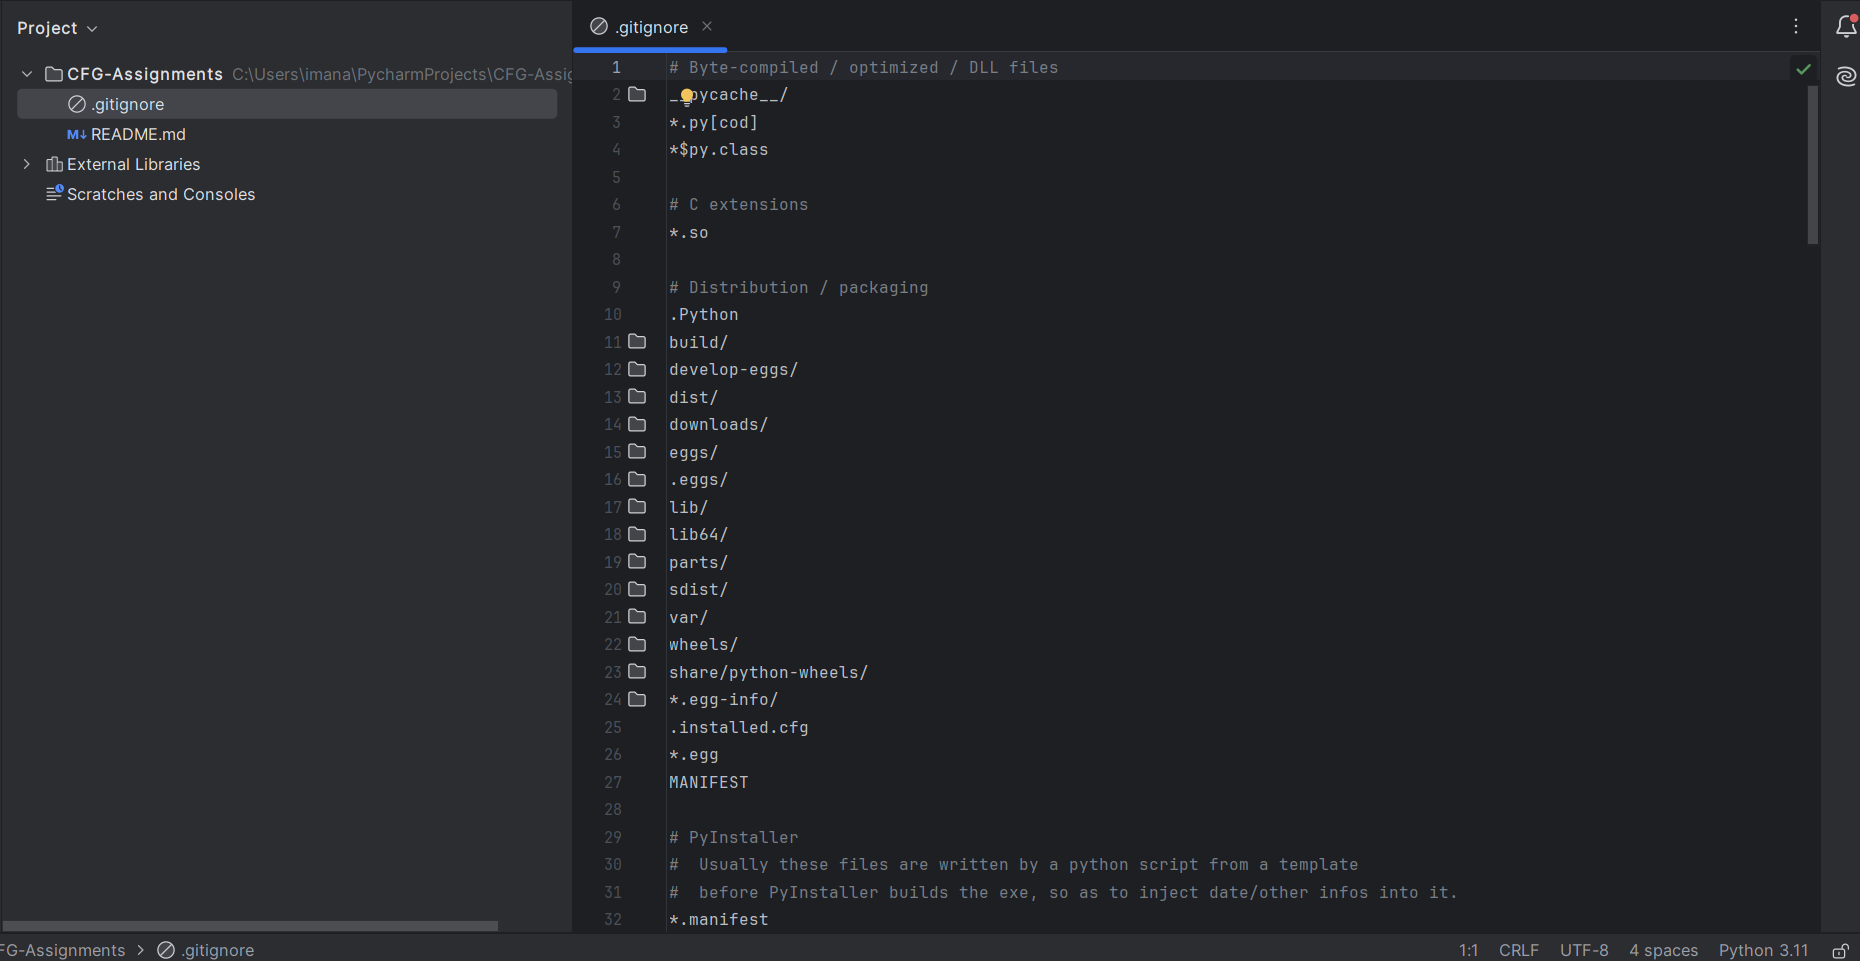 Project
CFG-Assignments C:\Users\imana\PycharmProjects\CFG-Assig
.gitignore
M↓ README.md
External Libraries
Scratches and Consoles
.gitignore
1 # Byte-compiled / optimized / DLL files
2 __pycache__/
3 *.py[cod]
4 *$py.class
5
6 # C extensions
7 *.so
8
9 # Distribution / packaging
10 .Python
11 build/
12 develop-eggs/
13 dist/
14 downloads/
15 eggs/
16 .eggs/
17 lib/
18 lib64/
19 parts/
20 sdist/
21 var/
22 wheels/
23 share/python-wheels/
24 *.egg-info/
25 .installed.cfg
26 *.egg
27 MANIFEST
28
29 # PyInstaller
30 #  Usually these files are written by a python script from a template
31 #  before PyInstaller builds the exe, so as to inject date/other infos into it.
32 *.manifest
FG-Assignments > .gitignore
1:1 CRLF UTF-8 4 spaces Python 3.11